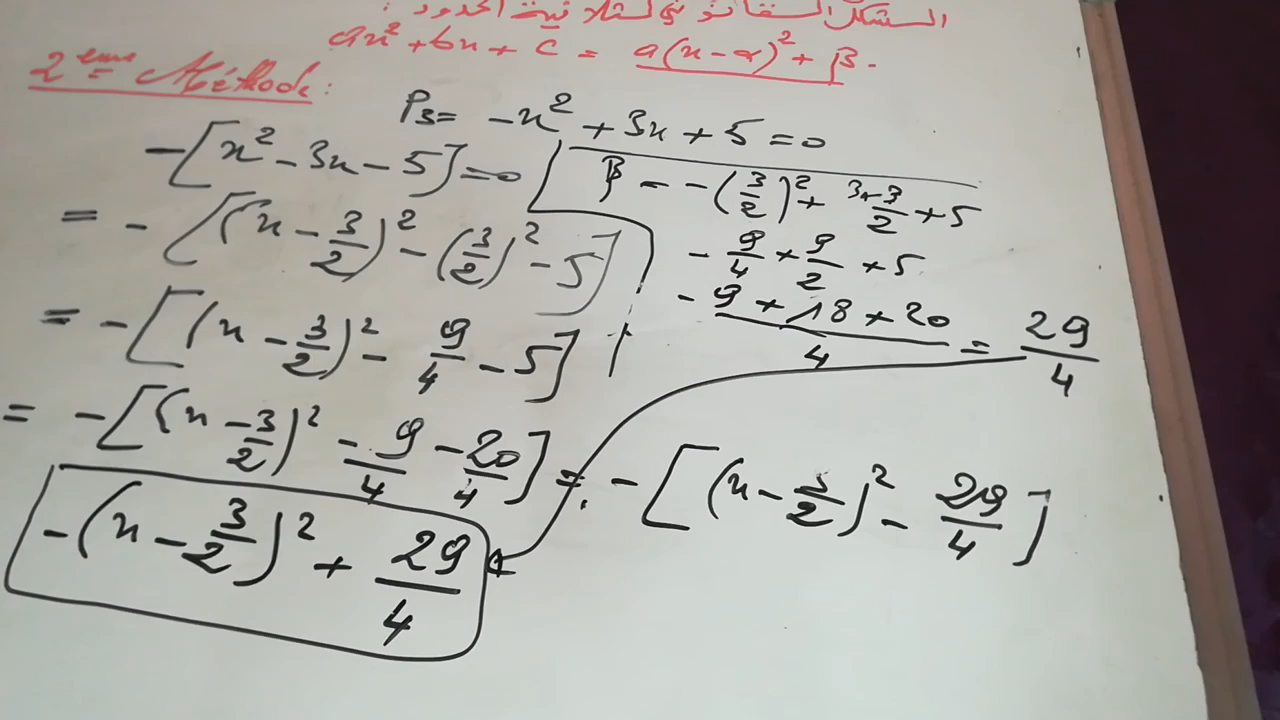 الشكل القانوني لثلاثية الحدود :
ax² + bx + c = a(x - α)² + β.
2ème Méthode:
P3 = -x² + 3x + 5 = 0
-[x² - 3x - 5] = 0
= -[(x - 3/2)² - (3/2)² - 5]
= -[(x - 3/2)² - 9/4 - 5]
= -[(x - 3/2)² - 9/4 - 20/4] = -[(x - 3/2)² - 29/4]
-(x - 3/2)² + 29/4
β = -(3/2)² + 3×3/2 + 5
- 9/4 + 9/2 + 5
(- 9 + 18 + 20)/4 = 29/4